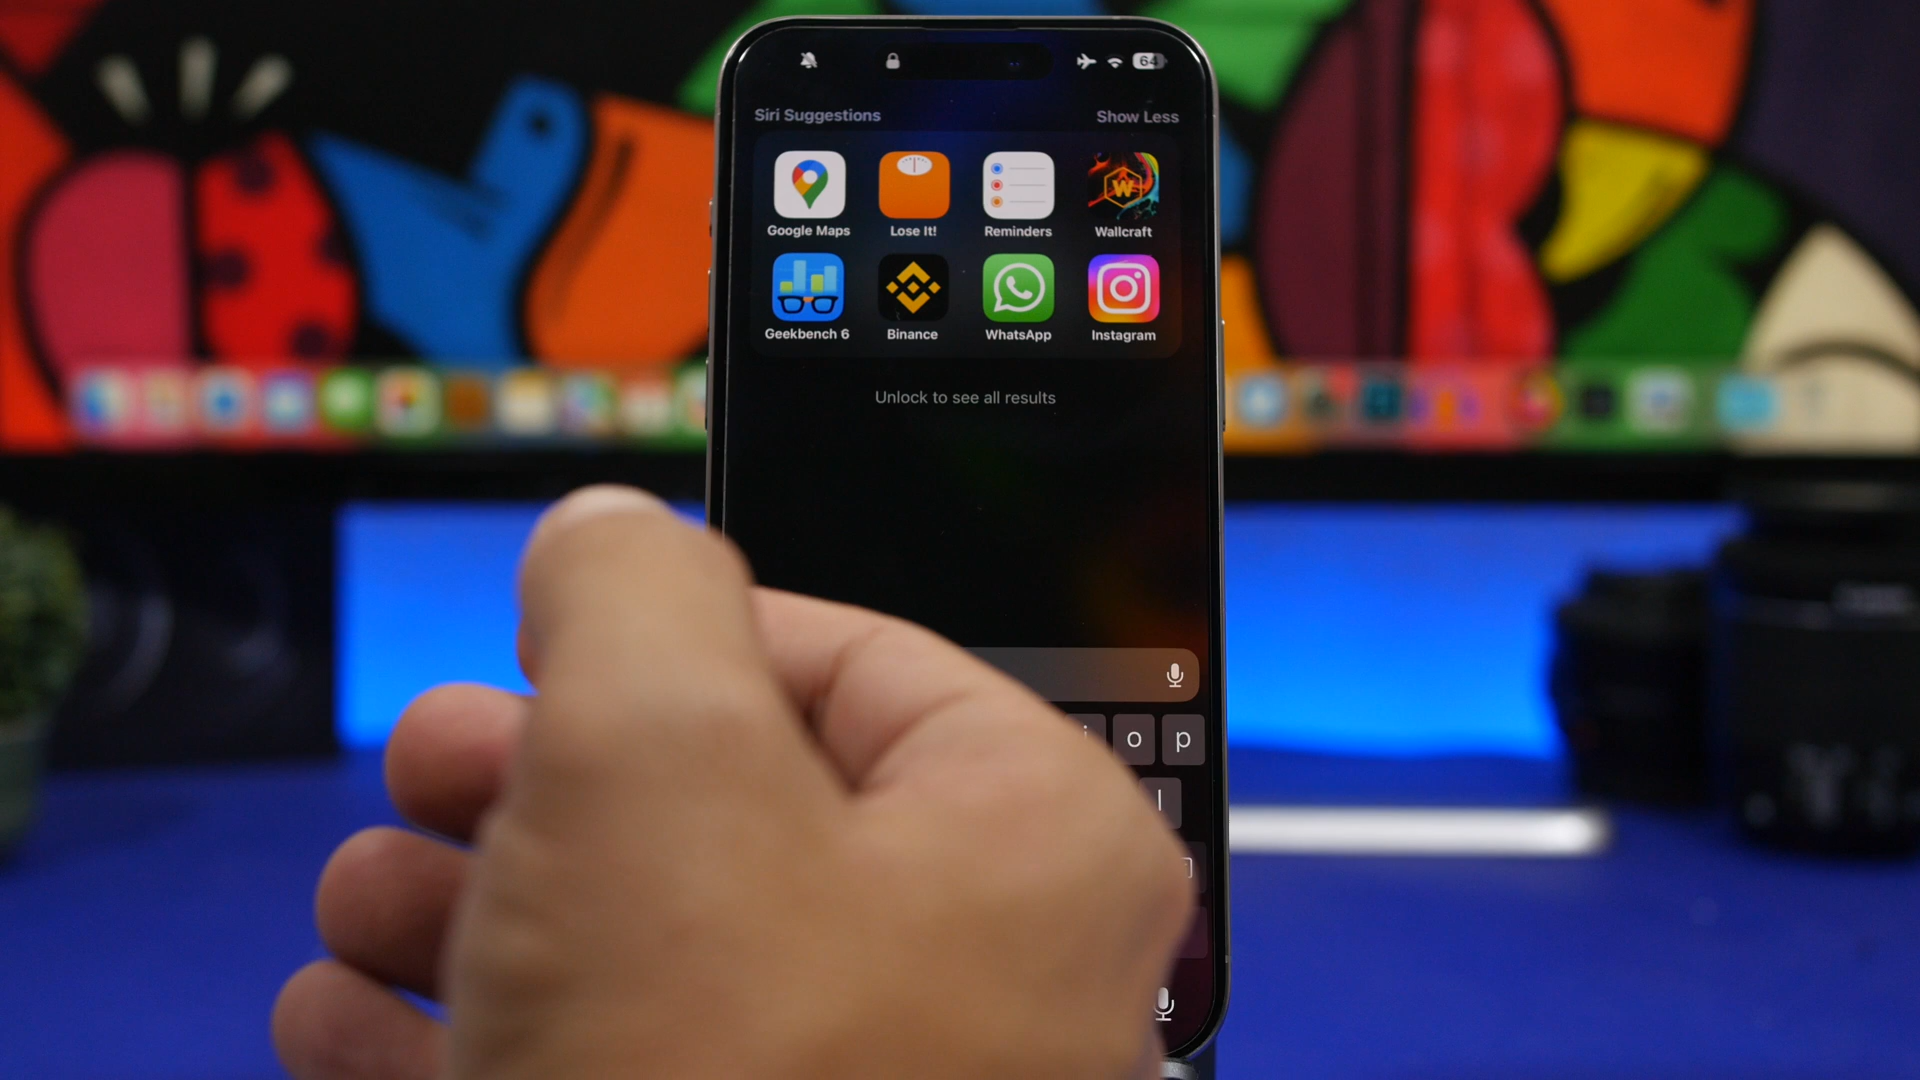 64
Siri Suggestions Show Less
Google Maps Lose It! Reminders Wallcraft
W
Geekbench 6 Binance WhatsApp Instagram
Unlock to see all results
i o p
l